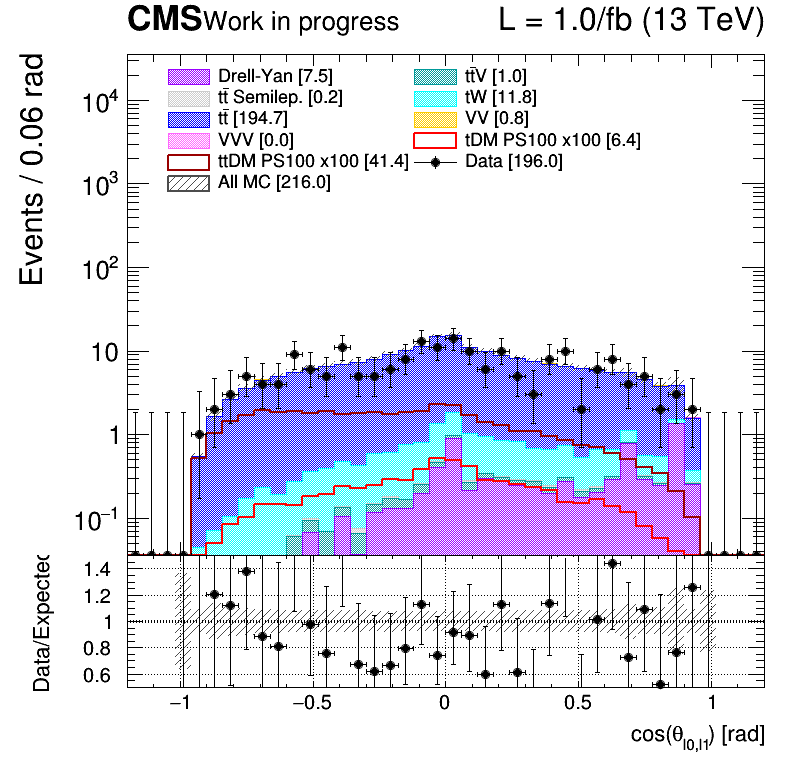 CMS Work in progress L = 1.0/fb (13 TeV)
Events / 0.06 rad
Drell-Yan [7.5] tt̄V [1.0]
tt̄ Semilep. [0.2] tW [11.8]
tt̄ [194.7] VV [0.8]
VVV [0.0] tDM PS100 x100 [6.4]
ttDM PS100 x100 [41.4] Data [196.0]
All MC [216.0]
10⁴
10³
10²
10
1
10⁻¹
Data/Expected
1.4
1.2
1
0.8
0.6
−1 −0.5 0 0.5 1
cos(θ_l0,l1) [rad]